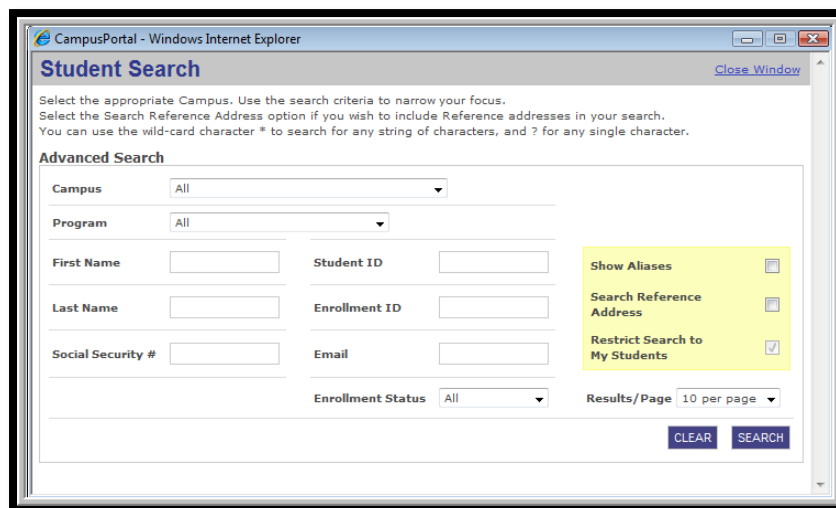 CampusPortal - Windows Internet Explorer
Student Search
Close Window
Select the appropriate Campus. Use the search criteria to narrow your focus.
Select the Search Reference Address option if you wish to include Reference addresses in your search.
You can use the wild-card character * to search for any string of characters, and ? for any single character.
Advanced Search
Campus All
Program All
First Name Student ID Show Aliases
Last Name Enrollment ID Search Reference
Address
Social Security # Email Restrict Search to
My Students
Enrollment Status All Results/Page 10 per page
CLEAR SEARCH